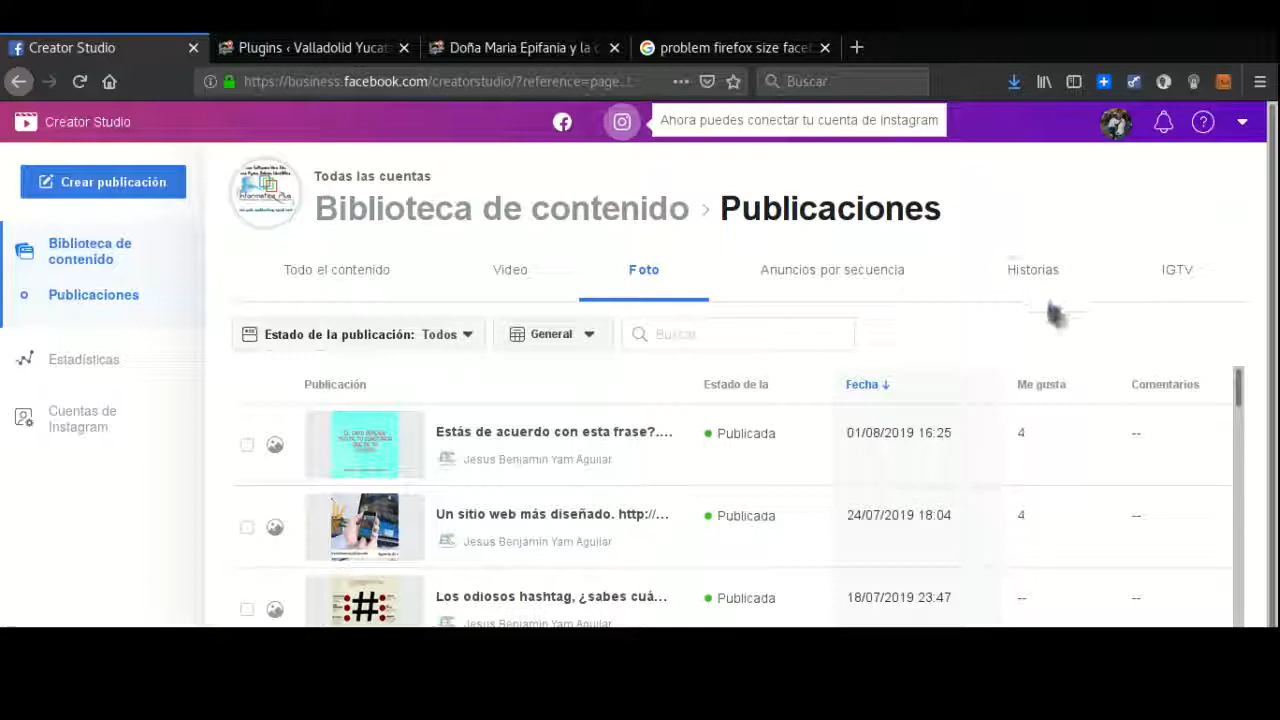 Creator Studio
Plugins ‹ Valladolid Yucat
Doña Maria Epifania y la c
problem firefox size facel
https://business.facebook.com/creatorstudio/?reference=page_t…
Buscar
Creator Studio
Ahora puedes conectar tu cuenta de instagram
Crear publicación
Todas las cuentas
Biblioteca de contenido › Publicaciones
Biblioteca de
contenido
Publicaciones
Estadísticas
Cuentas de
Instagram
Todo el contenido
Video
Foto
Anuncios por secuencia
Historias
IGTV
Estado de la publicación: Todos
General
Buscar
Publicación
Estado de la
Fecha ↓
Me gusta
Comentarios
Estás de acuerdo con esta frase?....
Jesus Benjamin Yam Aguilar
Publicada
01/08/2019 16:25
4
--
Un sitio web más diseñado. http://...
Jesus Benjamin Yam Aguilar
Publicada
24/07/2019 18:04
4
--
Los odiosos hashtag, ¿sabes cuá...
Jesus Benjamin Yam Aguilar
Publicada
18/07/2019 23:47
--
--